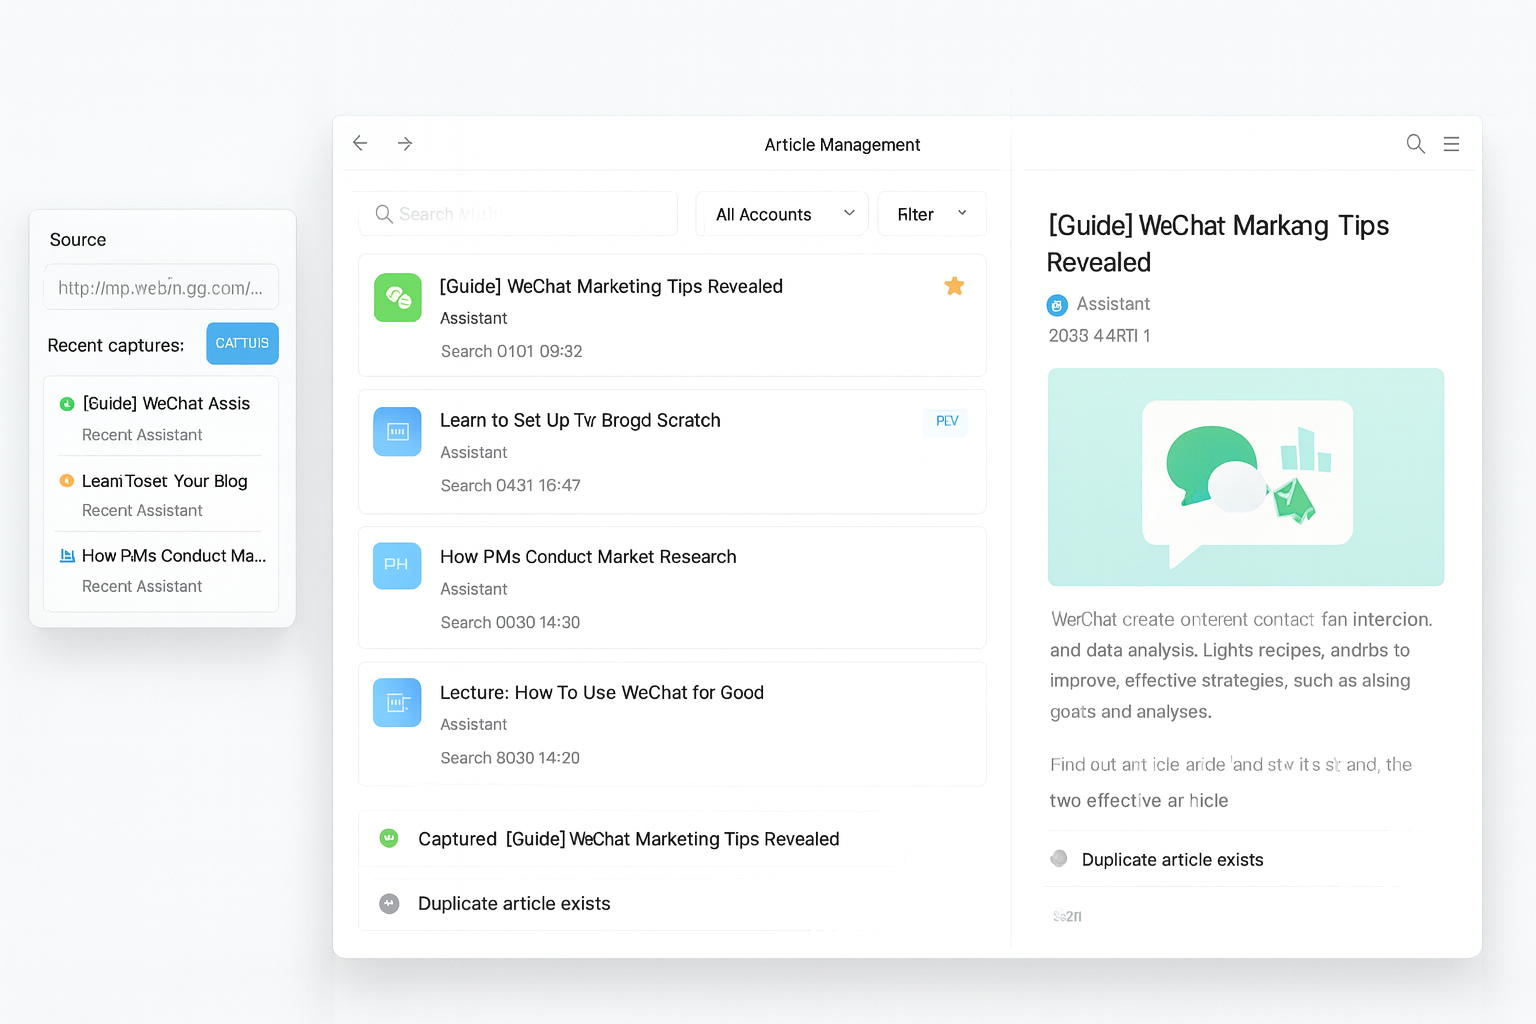 Source
http://mp.webin.gg.com/...
Recent captures:
CATTUIS
[Guide] WeChat Assis
Recent Assistant
Leani Toset Your Blog
Recent Assistant
How PMs Conduct Ma...
Recent Assistant
Article Management
Search
All Accounts
Filter
[Guide] WeChat Marketing Tips Revealed
Assistant
Search 0101 09:32
Learn to Set Up Tw Brogd Scratch
PEV
Assistant
Search 0431 16:47
PH
How PMs Conduct Market Research
Assistant
Search 0030 14:30
Lecture: How To Use WeChat for Good
Assistant
Search 8030 14:20
Captured [Guide] WeChat Marketing Tips Revealed
Duplicate article exists
[Guide] WeChat Markang Tips
Revealed
Assistant
2033 44RTI 1
WerChat create onterent contact fan intercion.
and data analysis. Lights recipes, andrbs to
improve, effective strategies, such as alsing
goats and analyses.
Find out ant icle aride and stw it s st and, the
two effective ar hicle
Duplicate article exists